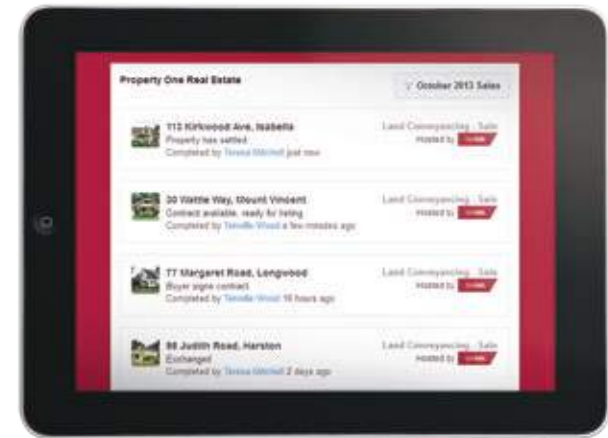 Property One Real Estate
October 2013 Sales
113 Kirkwood Ave, Isabella
Property has settled
Completed by Teresa Mitchell just now
Land Conveyancing - Sale
Hosted by
30 Wattle Way, Mount Vincent
Contract available, ready for listing
Completed by Tenville Wood a few minutes ago
Land Conveyancing - Sale
Hosted by
77 Margaret Road, Longwood
Buyer signs contract
Completed by Tenville Wood 16 hours ago
Land Conveyancing - Sale
Hosted by
Judith Road, Harston
Exchanged
Completed by Teresa Mitchell 2 days ago
Land Conveyancing - Sale
Hosted by